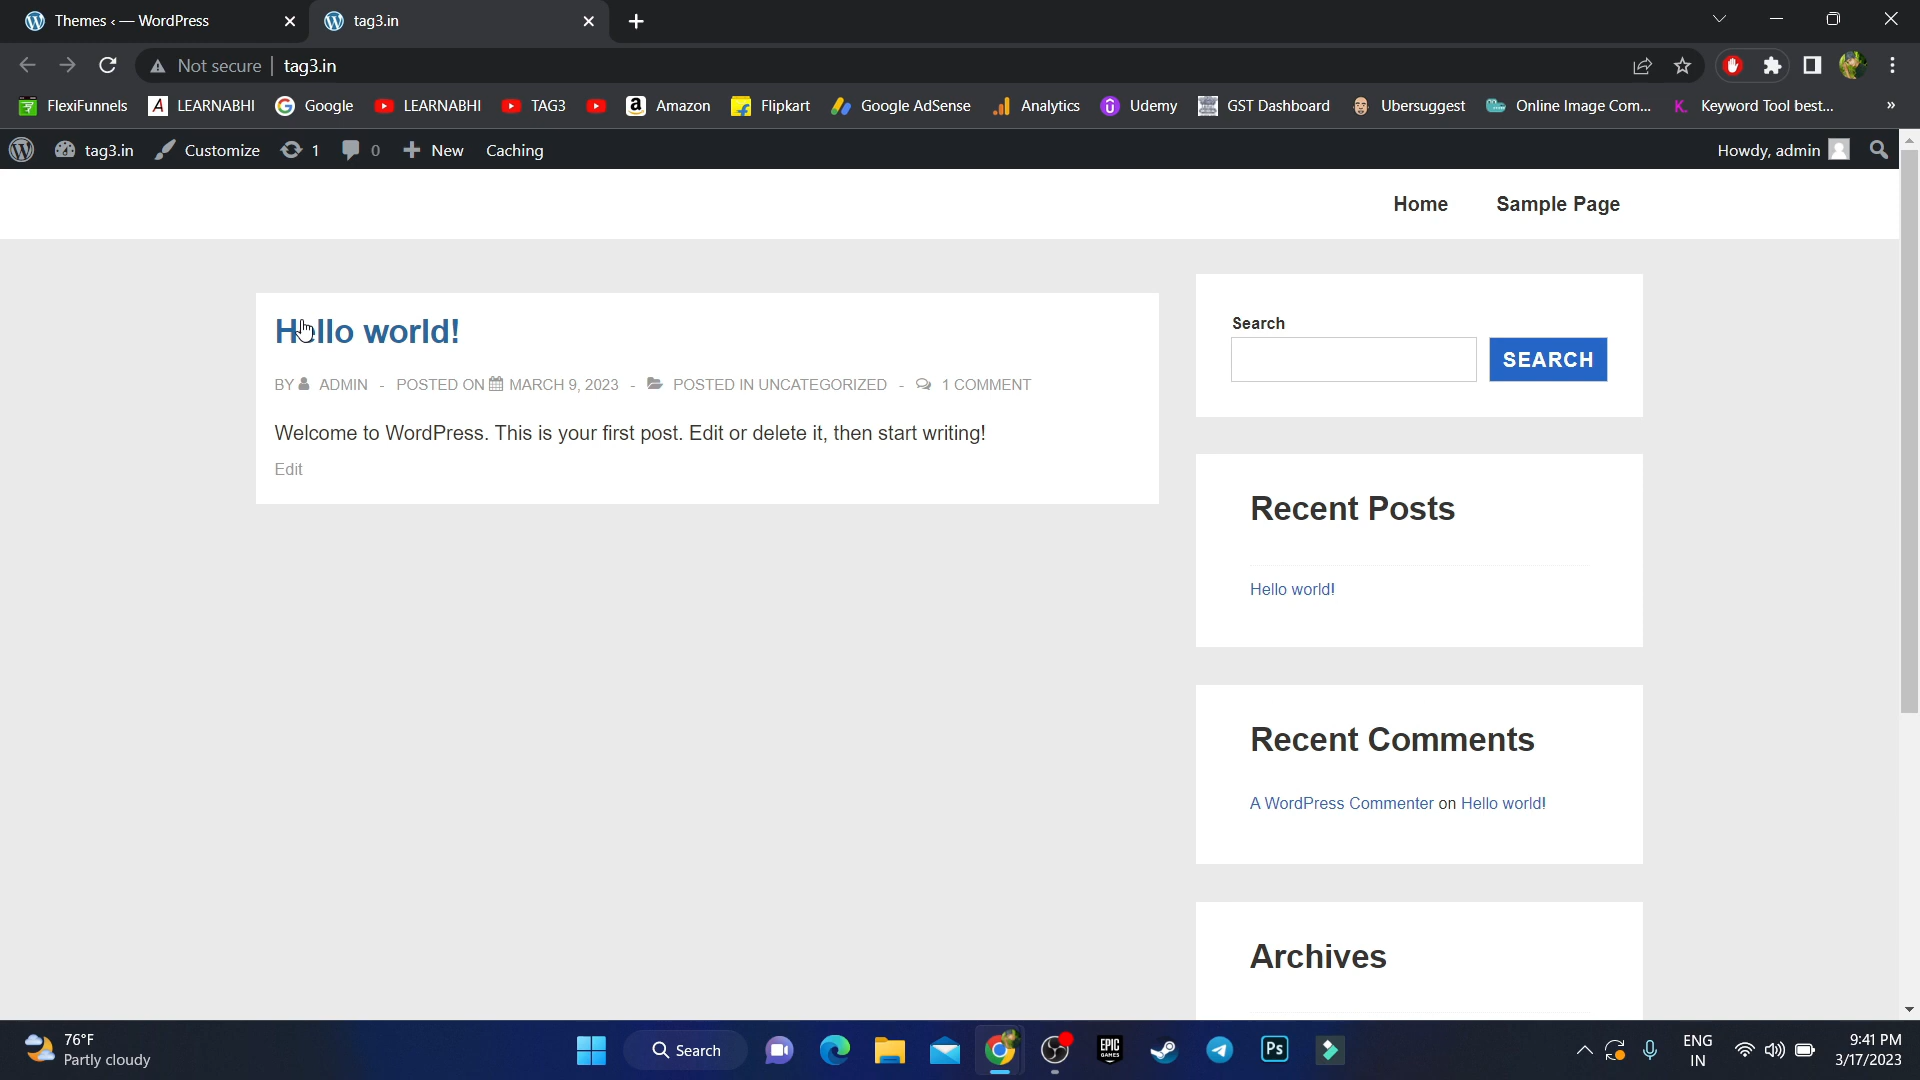 Themes ‹ — WordPress
tag3.in
Not secure | tag3.in
FlexiFunnels LEARNABHI Google LEARNABHI TAG3 Amazon Flipkart Google AdSense Analytics Udemy GST Dashboard Ubersuggest Online Image Com... Keyword Tool best... »
tag3.in Customize 1 0 New Caching Howdy, admin
Home Sample Page
Hello world!
BY ADMIN - POSTED ON MARCH 9, 2023 - POSTED IN UNCATEGORIZED - 1 COMMENT
Welcome to WordPress. This is your first post. Edit or delete it, then start writing!
Edit
Search
SEARCH
Recent Posts
Hello world!
Recent Comments
A WordPress Commenter on Hello world!
Archives
76°F
Partly cloudy
Search
EPIC
GAMES
Ps
ENG
IN
9:41 PM
3/17/2023